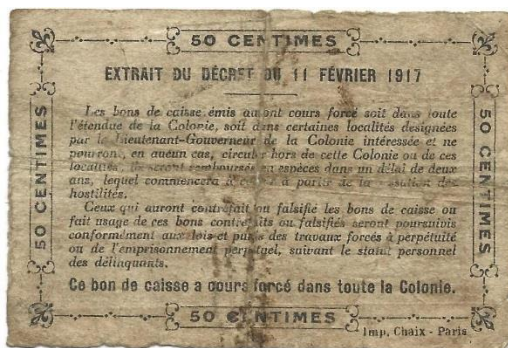 50 CENTIMES
EXTRAIT DU DÉCRET DU 11 FÉVRIER 1917
Les bons de caisse émis auront cours forcé soit dans toute
l'étendue de la Colonie, soit dans certaines localités désignées
par le Lieutenant-Gouverneur de la Colonie intéressée et ne
pourront, en aucun cas, circuler hors de cette Colonie ou de ces
localités, ils seront remboursés en espèces dans un délai de deux
ans, lequel commencera à courir à partir de la cessation des
hostilités.
Ceux qui auront contrefait ou falsifié les bons de caisse ou
fait usage de ces bons contrefaits ou falsifiés seront poursuivis
conformément aux lois et punis des travaux forcés à perpétuité
ou de l'emprisonnement perpétuel, suivant le statut personnel
des délinquants.
Ce bon de caisse a cours forcé dans toute la Colonie.
50 CENTIMES
50 CENTIMES
50 CENTIMES
Imp. Chaix - Paris